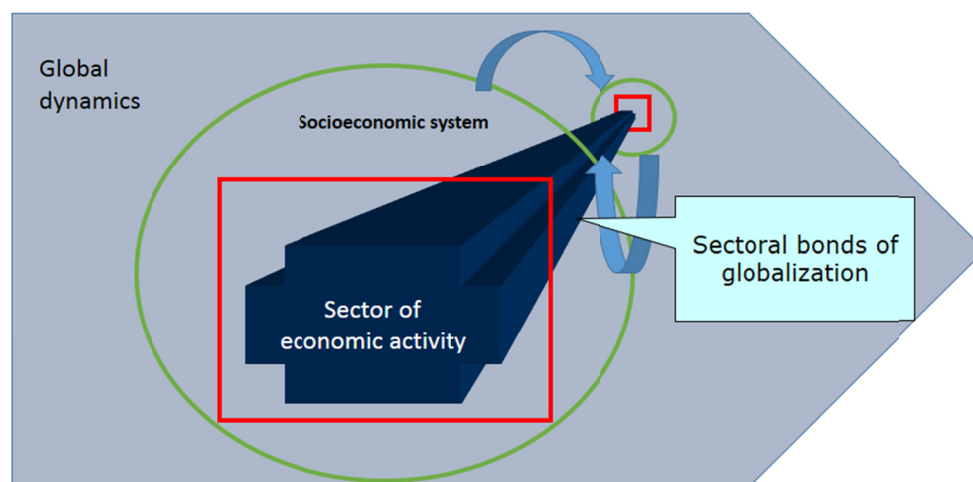 Global
dynamics
Socioeconomic system
Sector of
economic activity
Sectoral bonds of
globalization